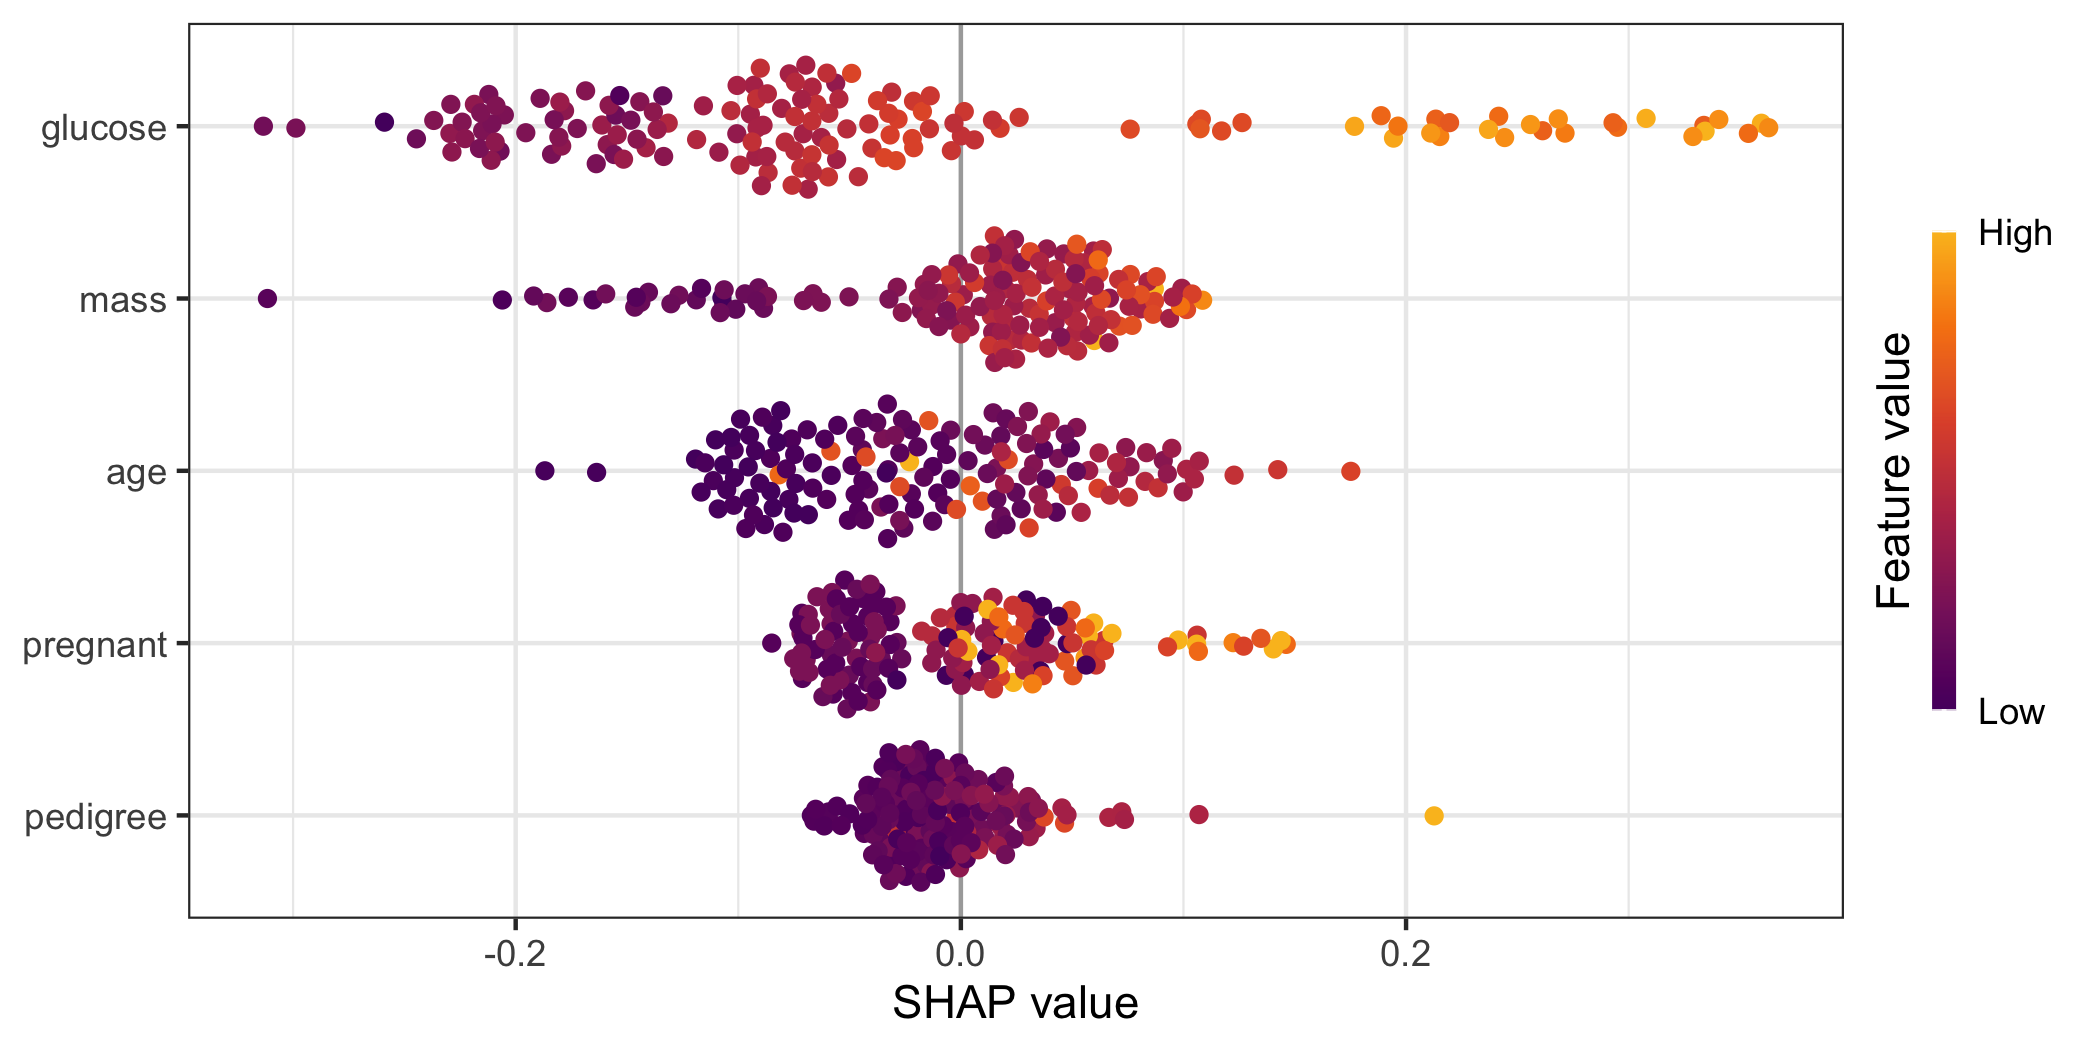 glucose
mass
age
pregnant
pedigree
-0.2
0.0
0.2
SHAP value
High
Feature value
Low